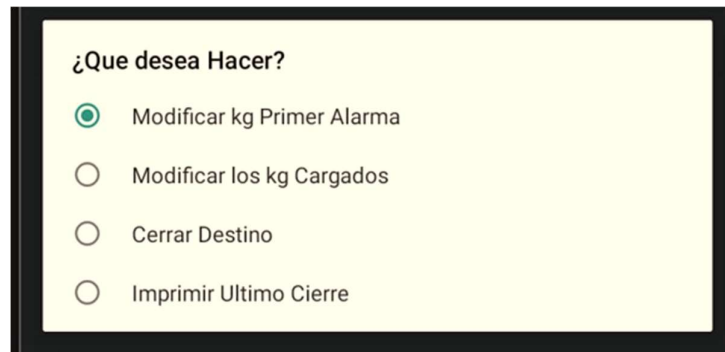 ¿Que desea Hacer?
Modificar kg Primer Alarma
Modificar los kg Cargados
Cerrar Destino
Imprimir Ultimo Cierre